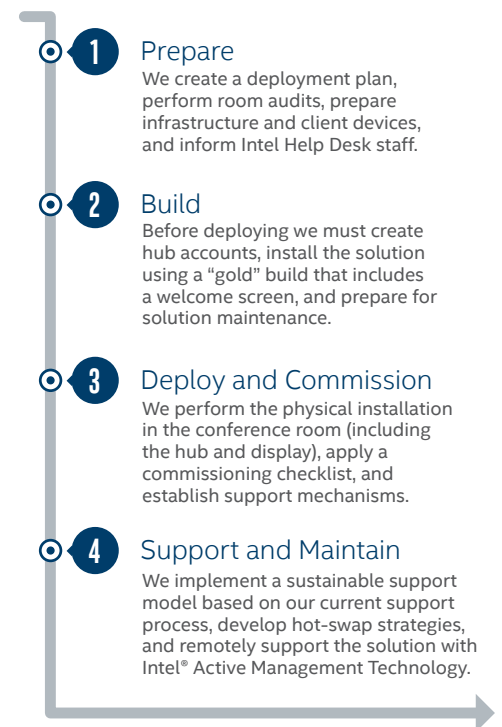 1
Prepare
We create a deployment plan,
perform room audits, prepare
infrastructure and client devices,
and inform Intel Help Desk staff.
2
Build
Before deploying we must create
hub accounts, install the solution
using a “gold” build that includes
a welcome screen, and prepare for
solution maintenance.
3
Deploy and Commission
We perform the physical installation
in the conference room (including
the hub and display), apply a
commissioning checklist, and
establish support mechanisms.
4
Support and Maintain
We implement a sustainable support
model based on our current support
process, develop hot-swap strategies,
and remotely support the solution with
Intel® Active Management Technology.